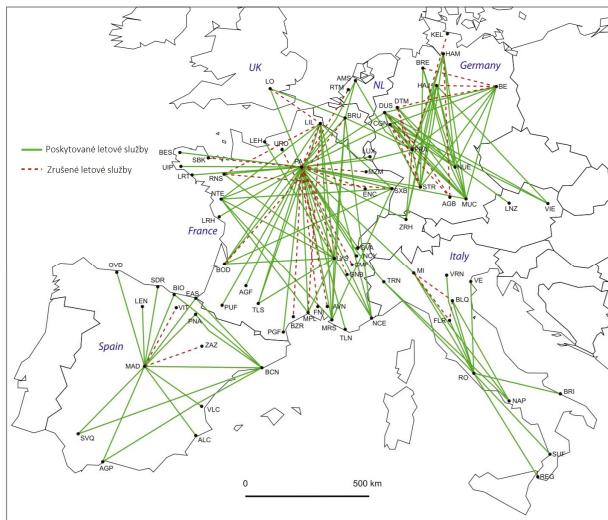 KEL
HAM
UK
AMS
BRE
Germany
NL
HAJ
LO
RTM
BE
DTM
DUS
LIL
CGN
BRU
LEH
URO
Poskytované letové služby
BES
SBK
LUX
PA
FRA
Zrušené letové služby
UIP
MZM
NUE
LRT
RNS
ENC
SXB
STR
NTE
AGB
MUC
LNZ
VIE
LRH
ZRH
France
GVA
NCY
Italy
BOD
LYS
OVD
GNB
MI
VRN
VE
SDR
TRN
BIO
EAS
AGF
BLQ
LEN
VIT
PUF
TLS
FNI
AVN
PNA
BZR
MPL
MRS
NCE
FLR
PGF
TLN
Spain
ZAZ
MAD
BCN
RO
BRI
VLC
NAP
SVQ
ALC
SUF
AGP
REG
0
500 km